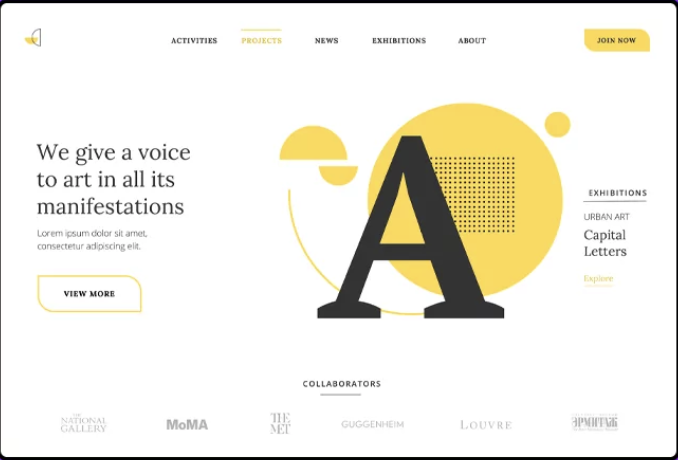 ACTIVITIES PROJECTS NEWS EXHIBITIONS ABOUT JOIN NOW
We give a voice
to art in all its
manifestations
Lorem ipsum dolor sit amet,
consectetur adipiscing elit.
VIEW MORE
A
EXHIBITIONS
URBAN ART
Capital
Letters
Explore
COLLABORATORS
THE
NATIONAL
GALLERY
MoMA
THE
MET
GUGGENHEIM
LOUVRE
ЭРМИТАЖ